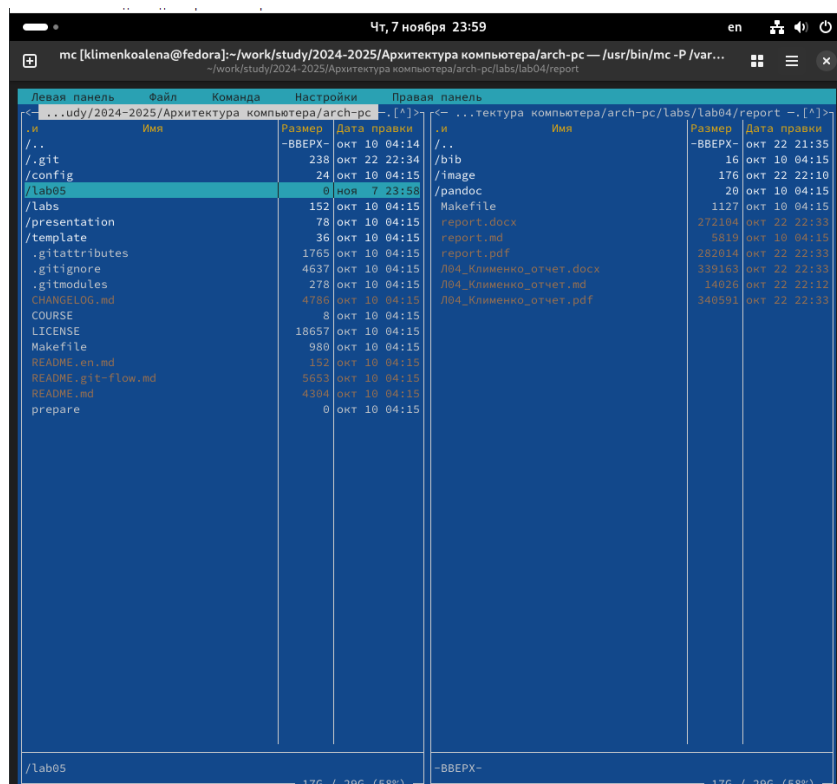 Чт, 7 ноября 23:59
en
mc [klimenkoalena@fedora]:~/work/study/2024-2025/Архитектура компьютера/arch-pc — /usr/bin/mc -P /var…
~/work/study/2024-2025/Архитектура компьютера/arch-pc/labs/lab04/report
Левая панель Файл Команда Настройки Правая панель
<— ...udy/2024-2025/Архитектура компьютера/arch-pc —.[^]>
.и Имя Размер Дата правки
/.. -ВВЕРХ- окт 10 04:14
/.git 238 окт 22 22:34
/config 24 окт 10 04:15
/lab05 0 ноя 7 23:58
/labs 152 окт 10 04:15
/presentation 78 окт 10 04:15
/template 36 окт 10 04:15
.gitattributes 1765 окт 10 04:15
.gitignore 4637 окт 10 04:15
.gitmodules 278 окт 10 04:15
CHANGELOG.md 4786 окт 10 04:15
COURSE 8 окт 10 04:15
LICENSE 18657 окт 10 04:15
Makefile 980 окт 10 04:15
README.en.md 152 окт 10 04:15
README.git-flow.md 5653 окт 10 04:15
README.md 4304 окт 10 04:15
prepare 0 окт 10 04:15
/lab05
17G / 29G (58%)
<— ...тектура компьютера/arch-pc/labs/lab04/report —.[^]>
.и Имя Размер Дата правки
/.. -ВВЕРХ- окт 22 21:35
/bib 16 окт 10 04:15
/image 176 окт 22 22:10
/pandoc 20 окт 10 04:15
Makefile 1127 окт 10 04:15
report.docx 272104 окт 22 22:33
report.md 5819 окт 10 04:15
report.pdf 282014 окт 22 22:33
Л04_Клименко_отчет.docx 339163 окт 22 22:33
Л04_Клименко_отчет.md 14026 окт 22 22:12
Л04_Клименко_отчет.pdf 340591 окт 22 22:33
-ВВЕРХ-
17G / 29G (58%)